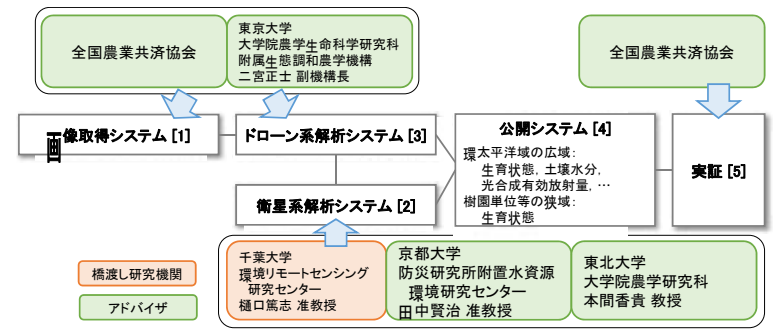 全国農業共済協会
東京大学
大学院農学生命科学研究科
附属生態調和農学機構
二宮正士 副機構長
全国農業共済協会
画像取得システム [1]
ドローン系解析システム [3]
公開システム [4]
環太平洋域の広域：
生育状態，土壌水分，
光合成有効放射量，…
樹園単位等の狭域：
生育状態
実証 [5]
衛星系解析システム [2]
千葉大学
環境リモートセンシング
研究センター
樋口篤志 准教授
京都大学
防災研究所附置水資源
環境研究センター
田中賢治 准教授
東北大学
大学院農学研究科
本間香貴 教授
橋渡し研究機関
アドバイザ